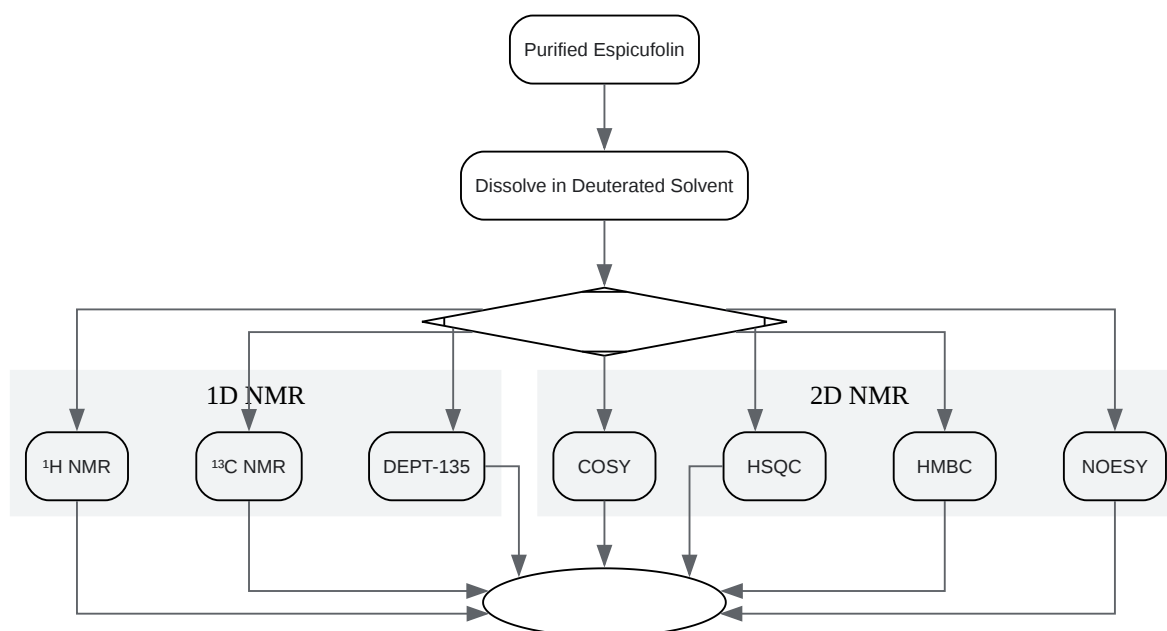 Purified Espicufolin
Dissolve in Deuterated Solvent
1D NMR
2D NMR
¹H NMR
¹³C NMR
DEPT-135
COSY
HSQC
HMBC
NOESY